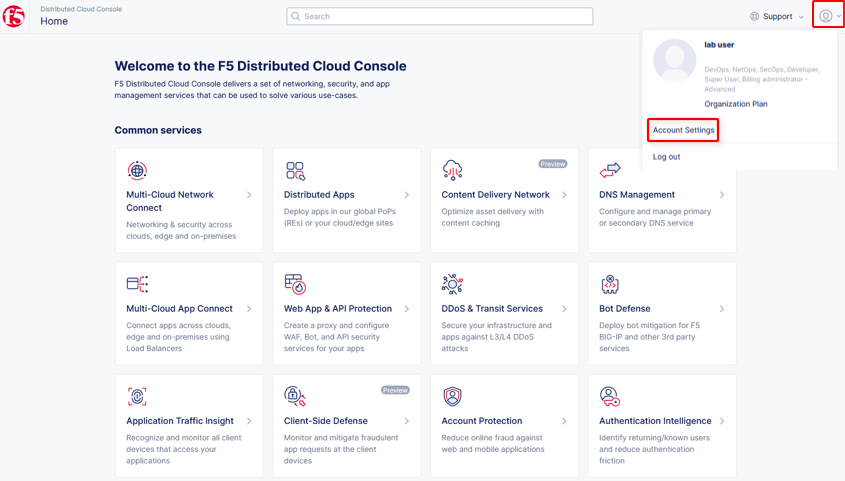 f5
Distributed Cloud Console
Home
Search
Support
lab user
DevOps, NetOps, SecOps, Developer,
Super User, Billing administrator -
Advanced
Organization Plan
Account Settings
Log out
Welcome to the F5 Distributed Cloud Console
F5 Distributed Cloud Console delivers a set of networking, security, and app
management services that can be used to solve various use-cases.
Common services
Multi-Cloud Network
Connect
Networking & security across
clouds, edge and on-premises
Distributed Apps
Deploy apps in our global PoPs
(REs) or your cloud/edge sites
Preview
Content Delivery Network
Optimize asset delivery with
content caching
DNS Management
Configure and manage primary
or secondary DNS service
Multi-Cloud App Connect
Connect apps across clouds,
edge and on-premises using
Load Balancers
Web App & API Protection
Create a proxy and configure
WAF, Bot, and API security
services for your apps
DDoS & Transit Services
Secure your infrastructure and
apps against L3/L4 DDoS
attacks
Bot Defense
Deploy bot mitigation for F5
BIG-IP and other 3rd party
services
Application Traffic Insight
Recognize and monitor all client
devices that access your
applications
Preview
Client-Side Defense
Monitor and mitigate fraudulent
app requests at the client
devices
Account Protection
Reduce online fraud against
web and mobile applications
Authentication Intelligence
Identify returning/known users
and reduce authentication
friction